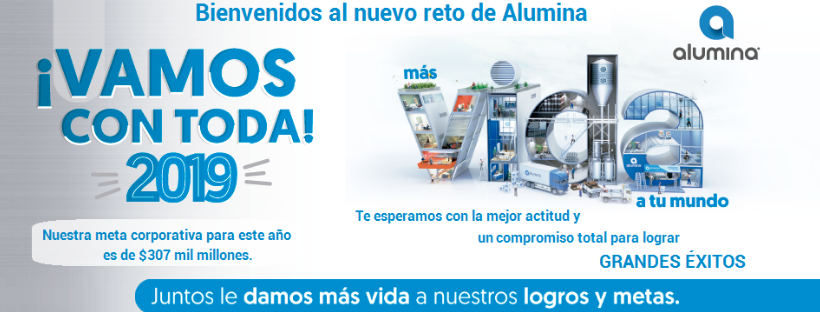 Bienvenidos al nuevo reto de Alumina
¡VAMOS
CON TODA!
2019
Nuestra meta corporativa para este año
es de $307 mil millones.
alumina
más
vida
a tu mundo
Te esperamos con la mejor actitud y
un compromiso total para lograr
GRANDES ÉXITOS
Juntos le damos más vida a nuestros logros y metas.